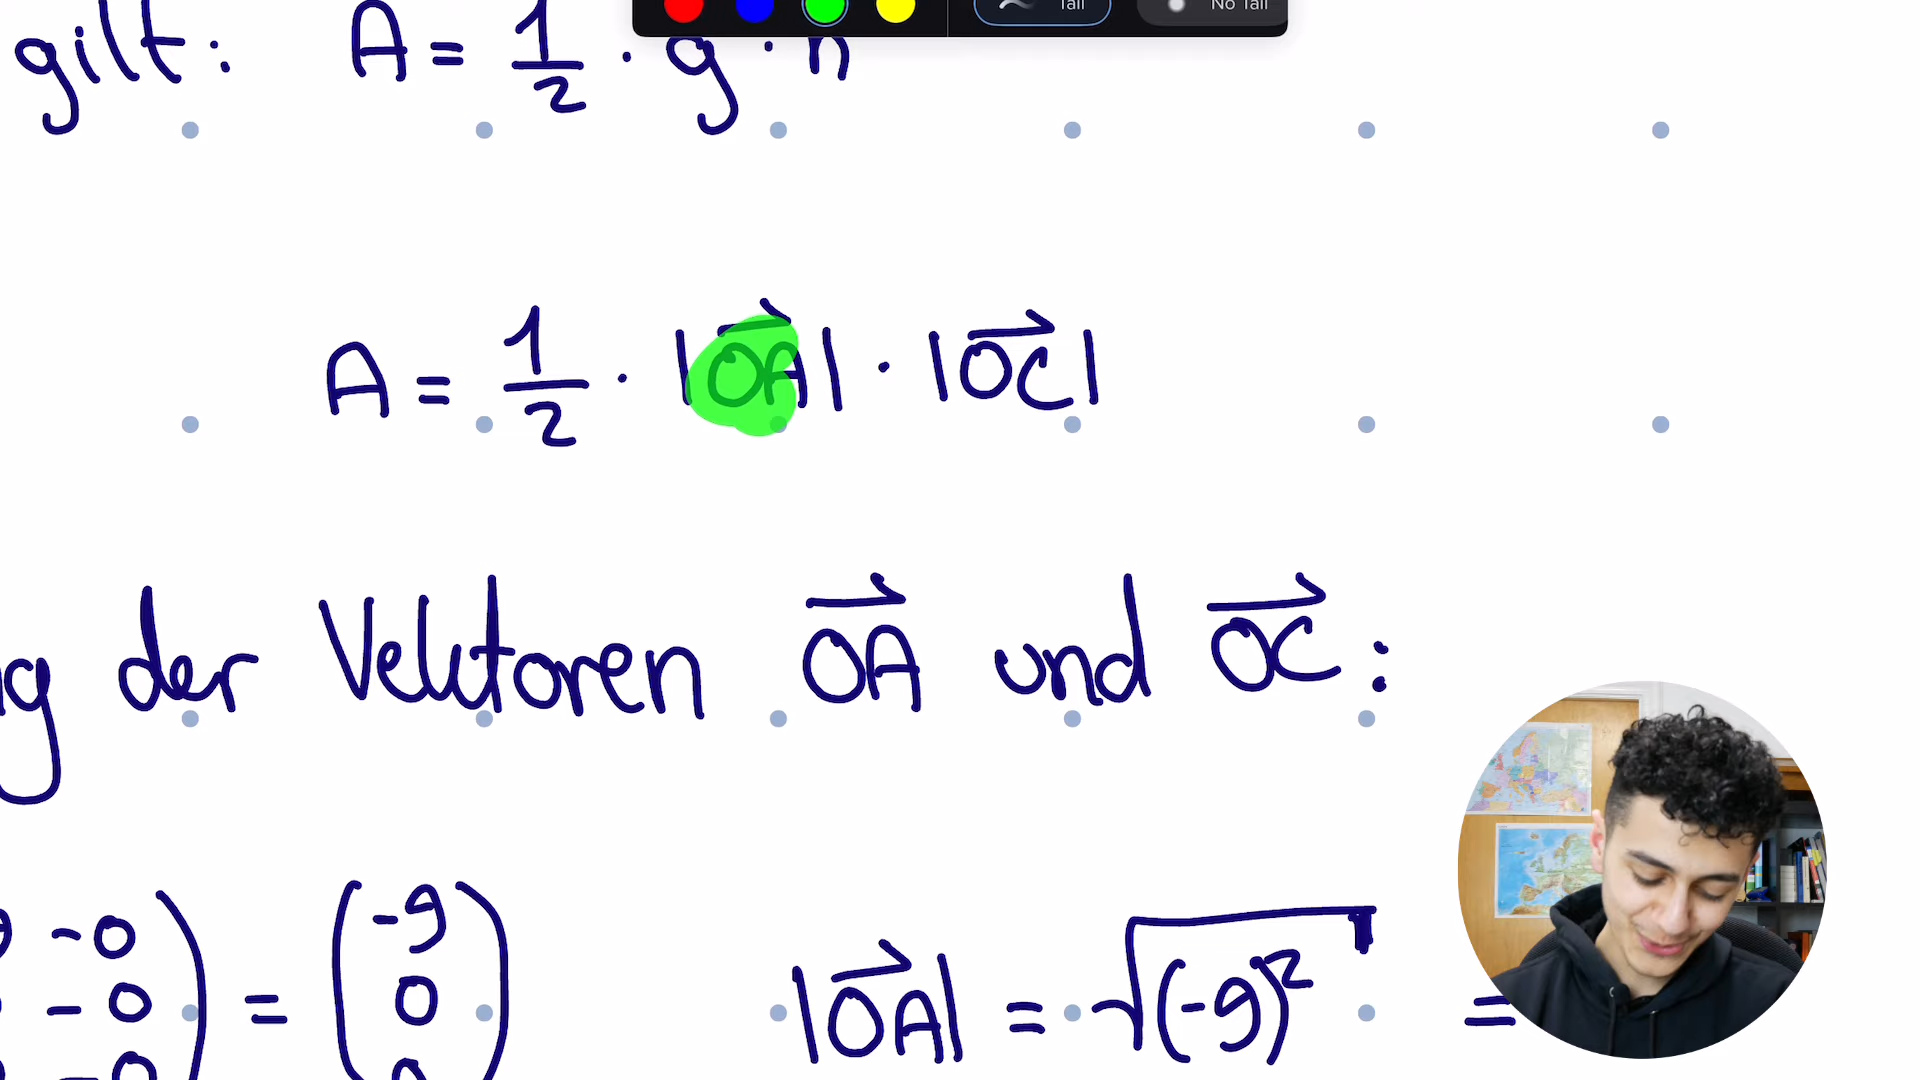 Tail No Tail
gilt: A = 1/2 · g · h
A = 1/2 · |OA| · |OC|
g der Vektoren OA und OC:
-0
-0
-0
= (-9
0
|OA| = √(-9)² =